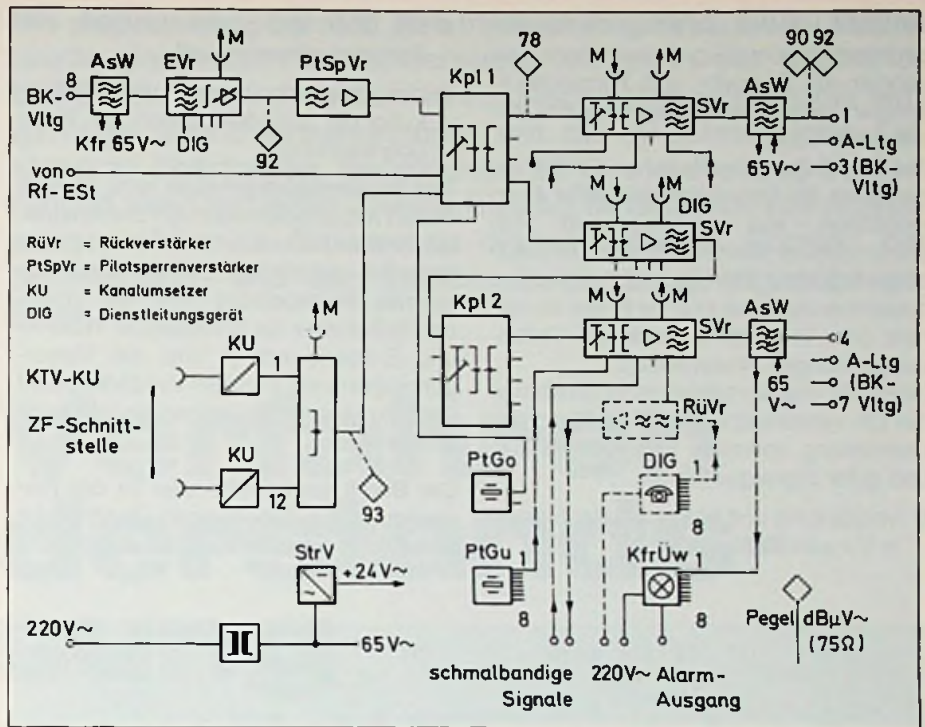 78
90 92
AsW
EVr
M
PtSpVr
Kpl 1
M
M
AsW
8
BK-
Vltg
SVr
1
Kfr 65V~
DIG
92
65V~
A-Ltg
3 (BK-
Vltg)
von
Rf-ESt
M
M
DIG
SVr
RüVr = Rückverstärker
PtSpVr = Pilotsperrenverstärker
KU = Kanalumsetzer
DIG = Dienstleitungsgerät
Kpl 2
M
M
SVr
AsW
4
M
KU
1
KTV-KU
65
V~
A-Ltg
(BK-
7 Vltg)
ZF-Schnitt-
stelle
RüVr
KU
12
PtGo
DIG
1
8
93
StrV
+24V~
PtGu
1
8
KfrÜw
1
8
220V~
65V~
Pegel dBµV~
(75Ω)
schmalbandige
Signale
220V~
Alarm-
Ausgang